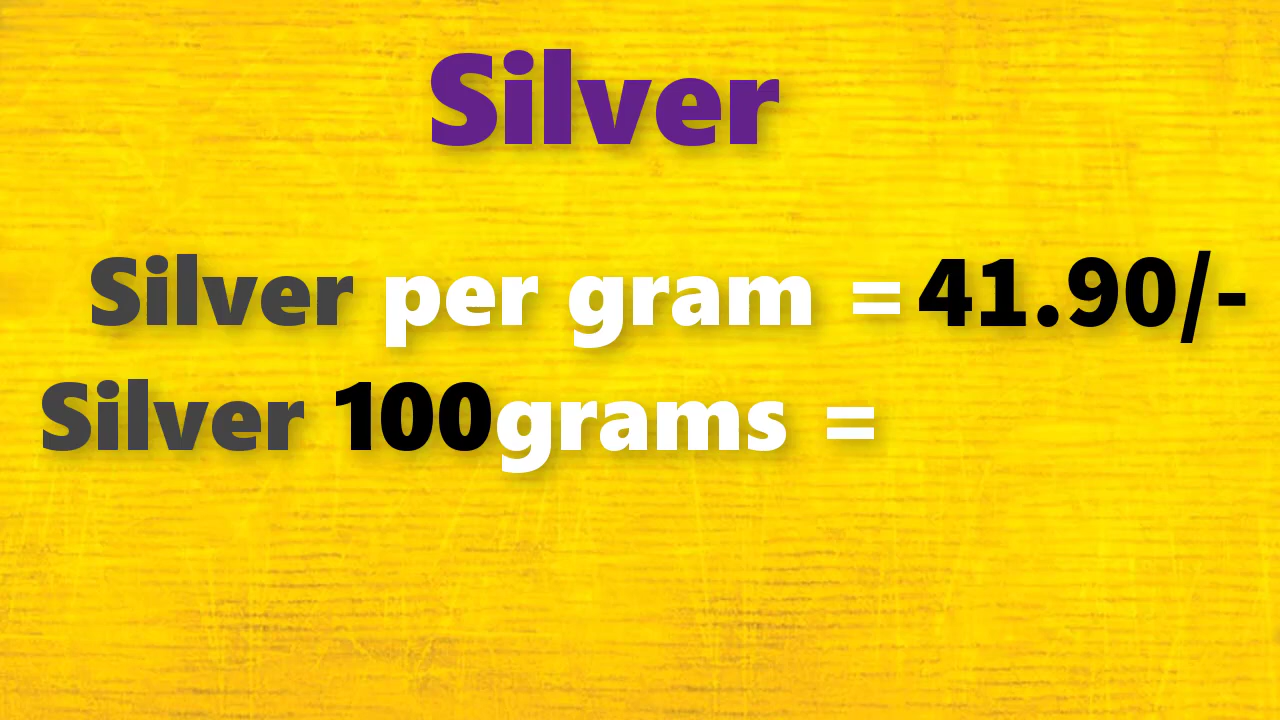 Silver
Silver per gram = 41.90/-
Silver 100grams =